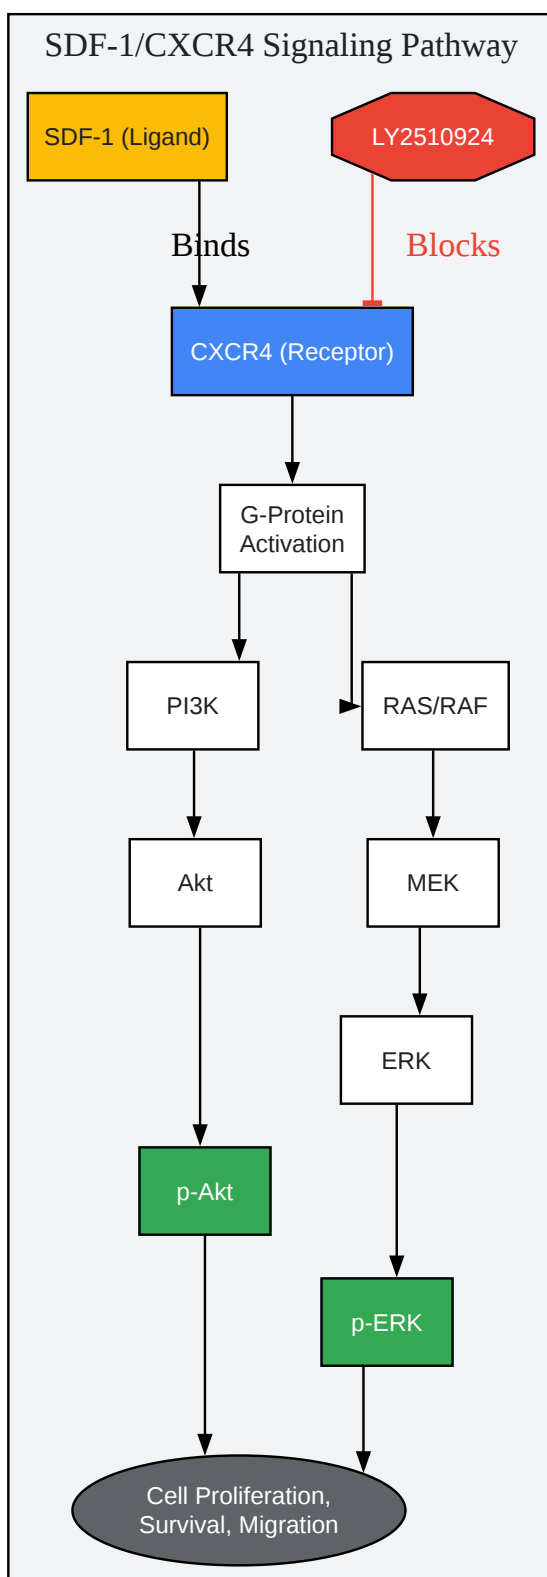 SDF-1/CXCR4 Signaling Pathway
SDF-1 (Ligand)
LY2510924
Binds
Blocks
CXCR4 (Receptor)
G-Protein
Activation
PI3K
RAS/RAF
Akt
MEK
ERK
p-Akt
p-ERK
Cell Proliferation,
Survival, Migration